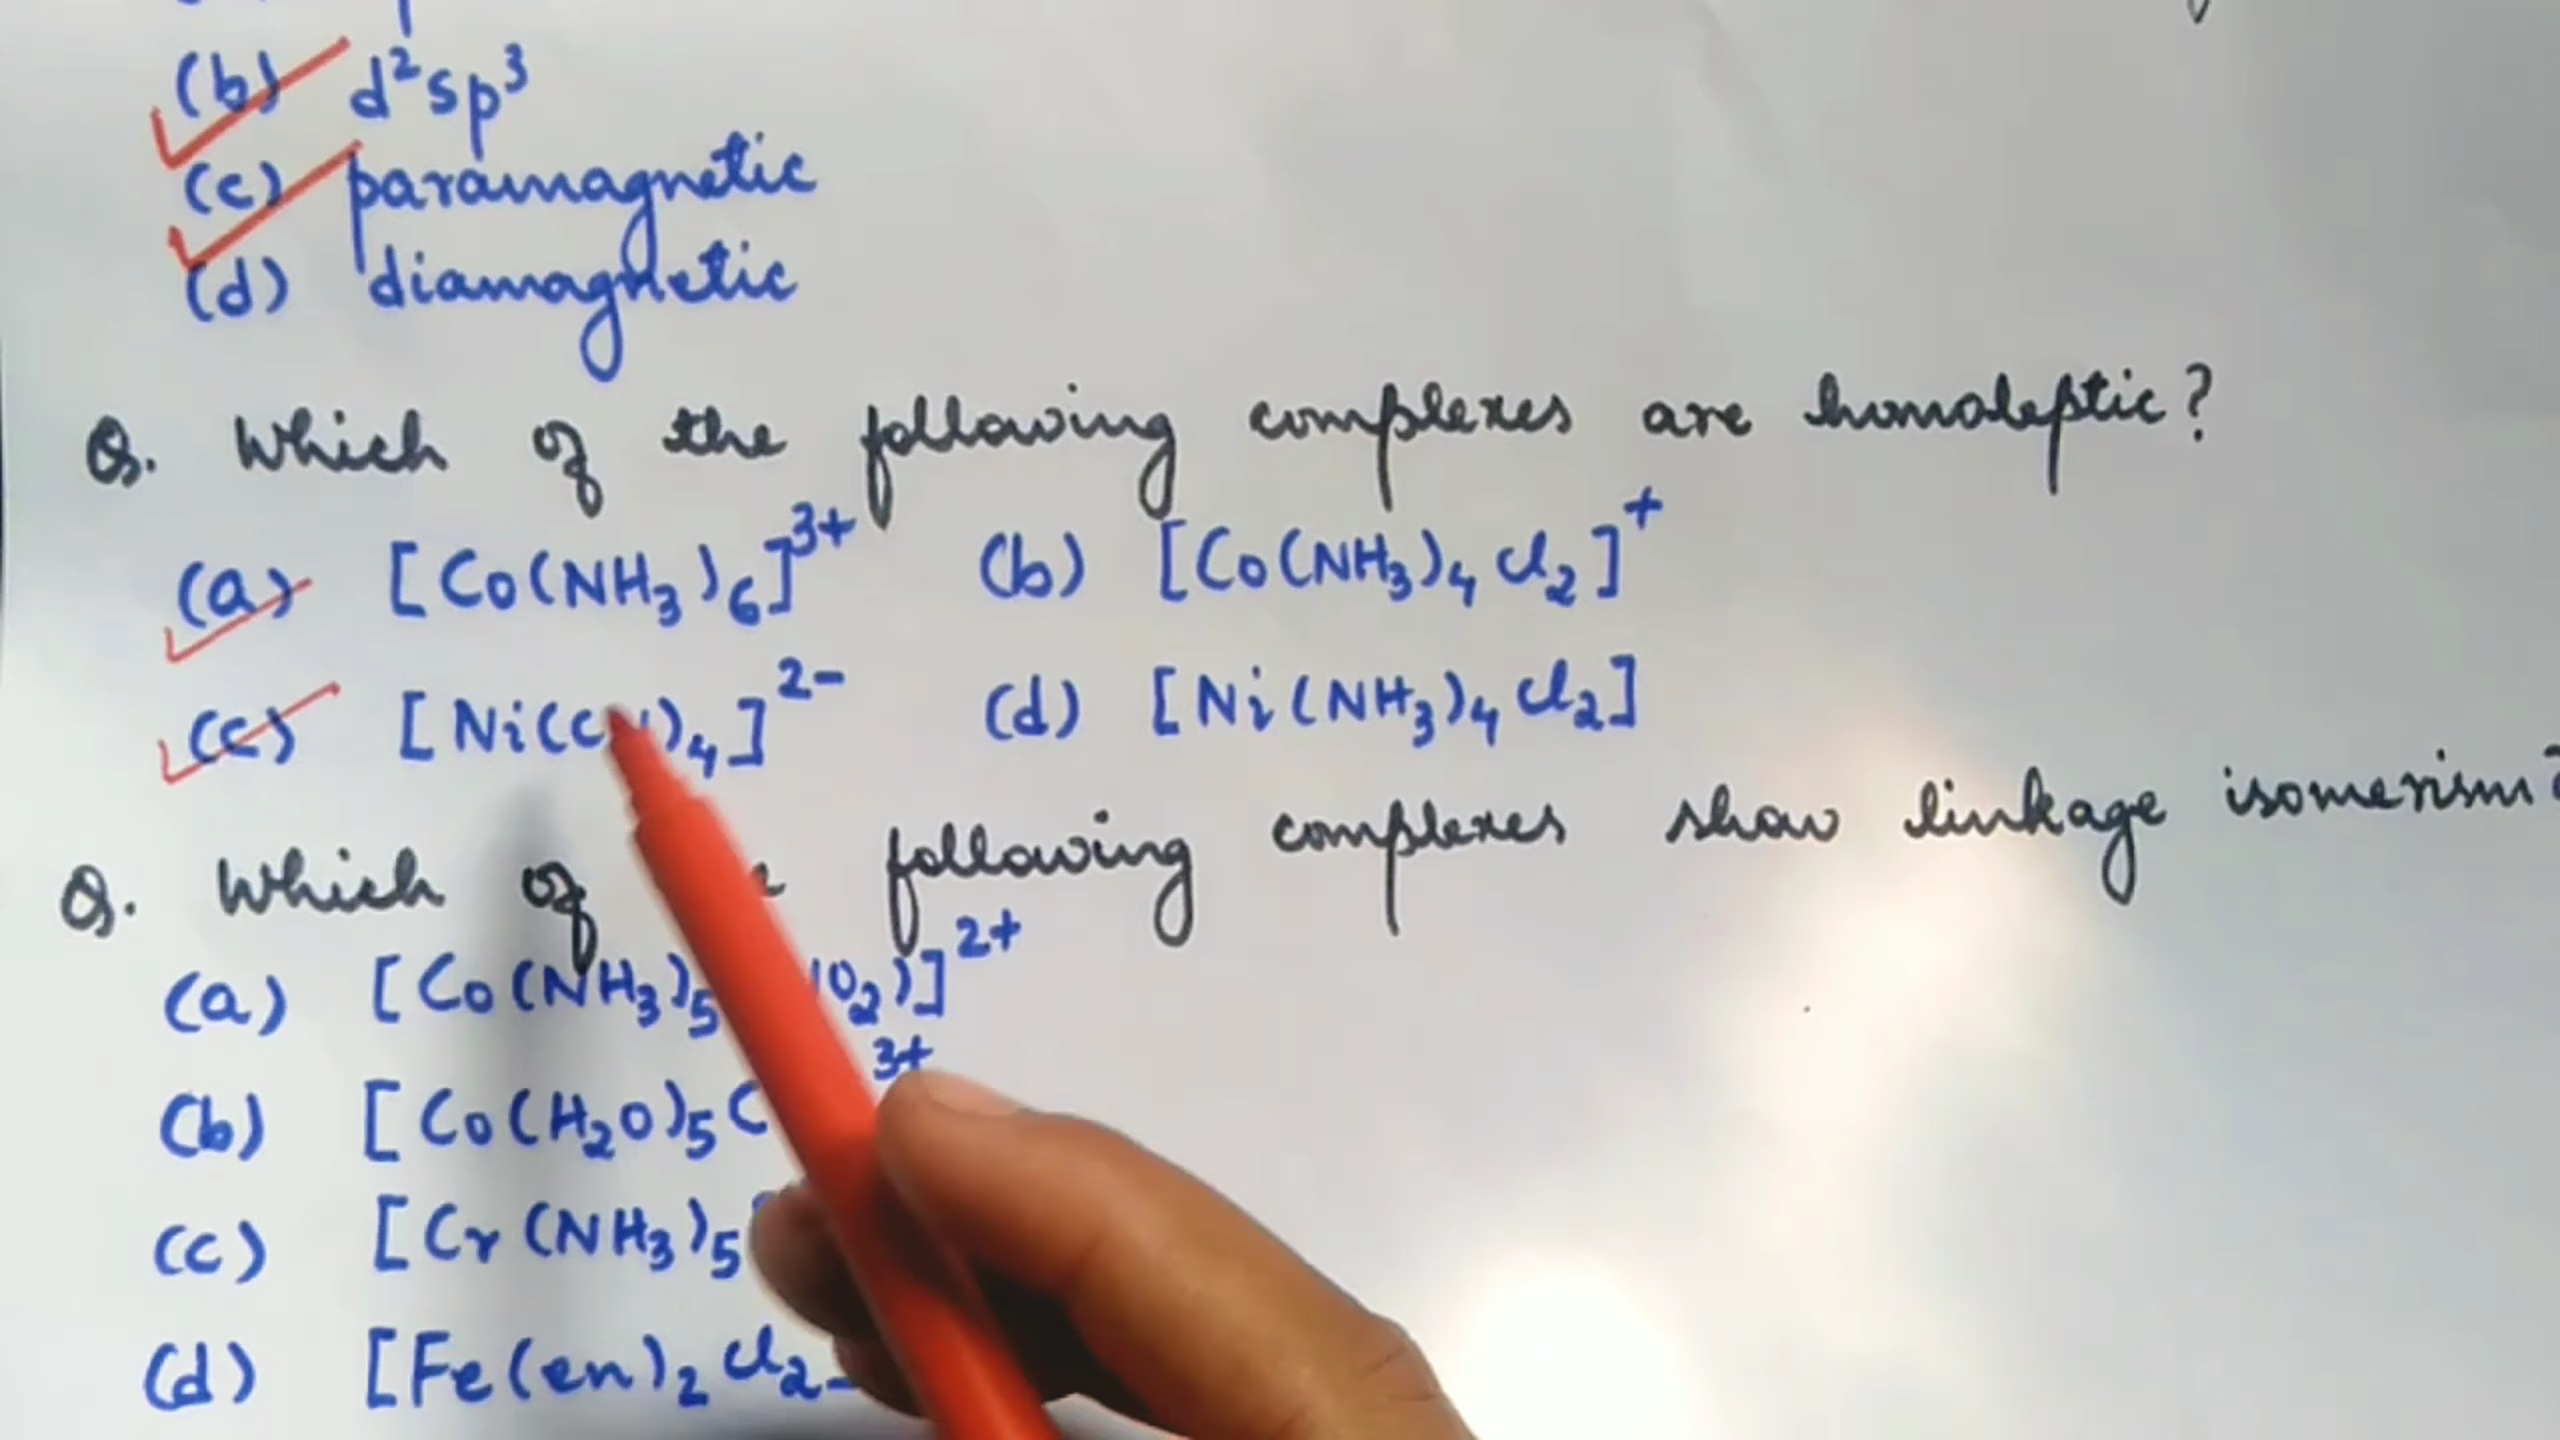 (b) d²sp³
(c) paramagnetic
(d) diamagnetic
Q. Which of the following complexes are homoleptic?
(a) [Co(NH₃)₆]³⁺ (b) [Co(NH₃)₄Cl₂]⁺
(c) [Ni(C)₄]²⁻ (d) [Ni(NH₃)₄Cl₂]
Q. Which of following complexes show linkage isomerism?
(a) [Co(NH₃)₅ O₂)]²⁺
(b) [Co(H₂O)₅C ³⁺
(c) [Cr(NH₃)₅
(d) [Fe(en)₂Cl₂